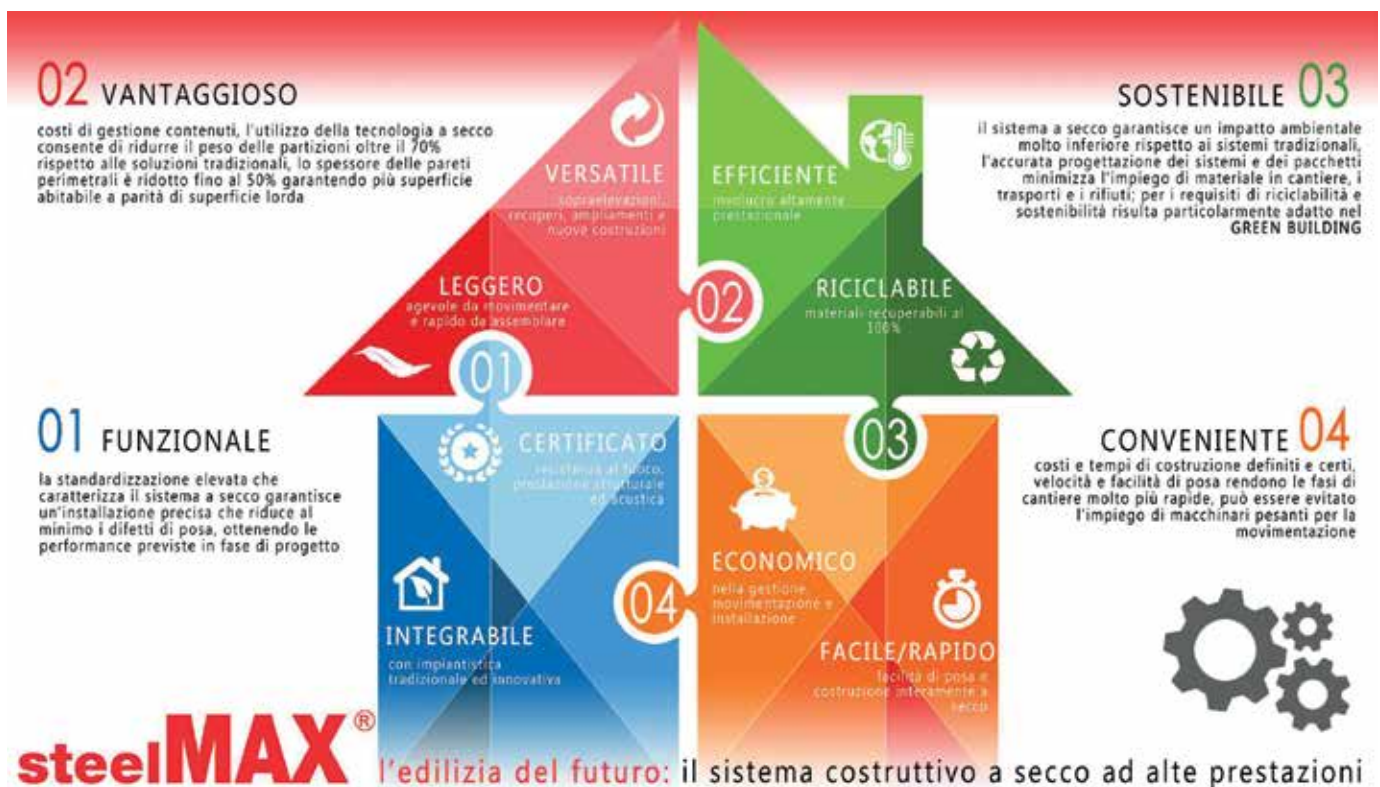 02 VANTAGGIOSO
costi di gestione contenuti, l'utilizzo della tecnologia a secco
consente di ridurre il peso delle partizioni oltre il 70%
rispetto alle soluzioni tradizionali, lo spessore delle pareti
perimetrali è ridotto fino al 50% garantendo più superficie
abitabile a parità di superficie lorda
SOSTENIBILE 03
il sistema a secco garantisce un impatto ambientale
molto inferiore rispetto ai sistemi tradizionali,
l'accurata progettazione dei sistemi e dei pacchetti
minimizza l'impiego di materiale in cantiere, i
trasporti e i rifiuti; per i requisiti di riciclabilità e
sostenibilità risulta particolarmente adatto nel
GREEN BUILDING
VERSATILE
sopraelevazioni,
recuperi, ampliamenti e
nuove costruzioni
EFFICIENTE
involucro altamente
prestazionale
LEGGERO
agevole da movimentare
e rapido da assemblare
02
RICICLABILE
materiali recuperabili al
100%
01
01 FUNZIONALE
la standardizzazione elevata che
caratterizza il sistema a secco garantisce
un'installazione precisa che riduce al
minimo i difetti di posa, ottenendo le
performance previste in fase di progetto
CERTIFICATO
resistenza al fuoco,
prestazione strutturale
ed acustica
03
CONVENIENTE 04
costi e tempi di costruzione definiti e certi,
velocità e facilità di posa rendono le fasi di
cantiere molto più rapide, può essere evitato
l'impiego di macchinari pesanti per la
movimentazione
INTEGRABILE
con impiantistica
tradizionale ed innovativa
04
ECONOMICO
nella gestione,
movimentazione e
installazione
FACILE/RAPIDO
facilità di posa e
costruzione interamente a
secco
steelMAX®
l'edilizia del futuro: il sistema costruttivo a secco ad alte prestazioni